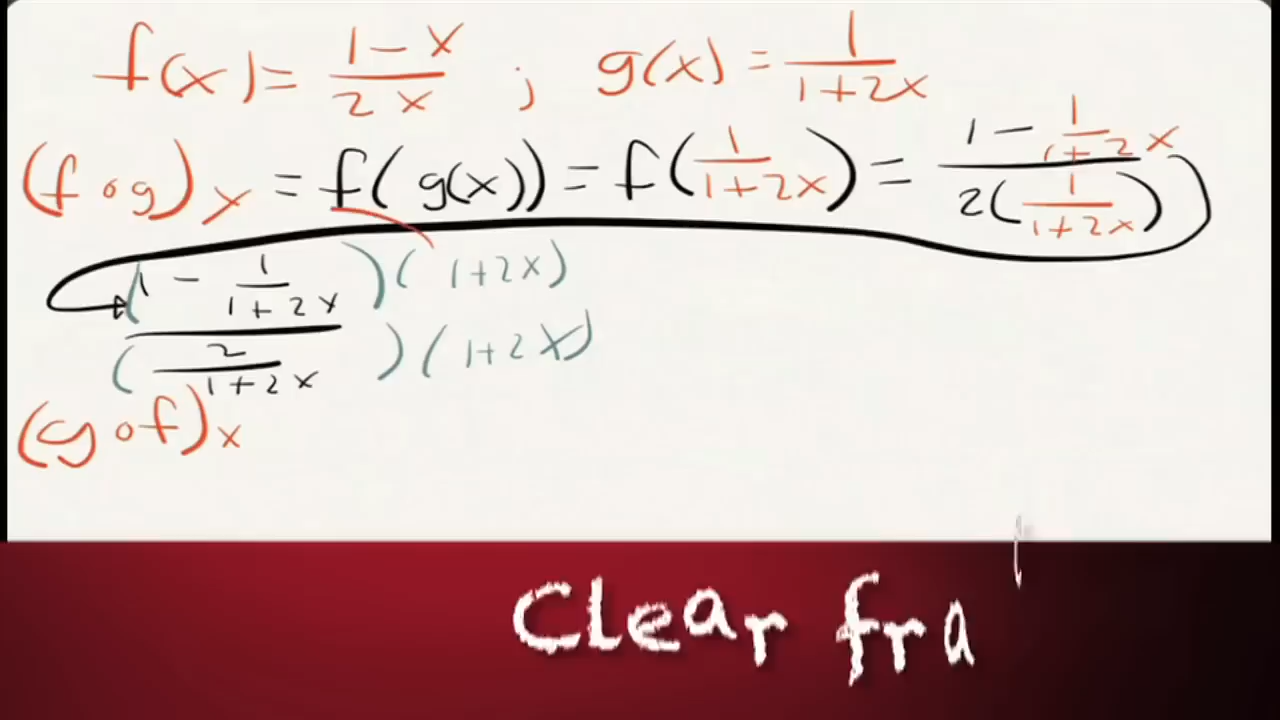 f(x) = (1-x)/(2x) ; g(x) = 1/(1+2x)
(f∘g)x = f(g(x)) = f(1/(1+2x)) = (1 - 1/(1+2x))/(2(1/(1+2x)))
(1 - 1/(1+2x))(1+2x)
(2/(1+2x))(1+2x)
(g∘f)x
Clear fra